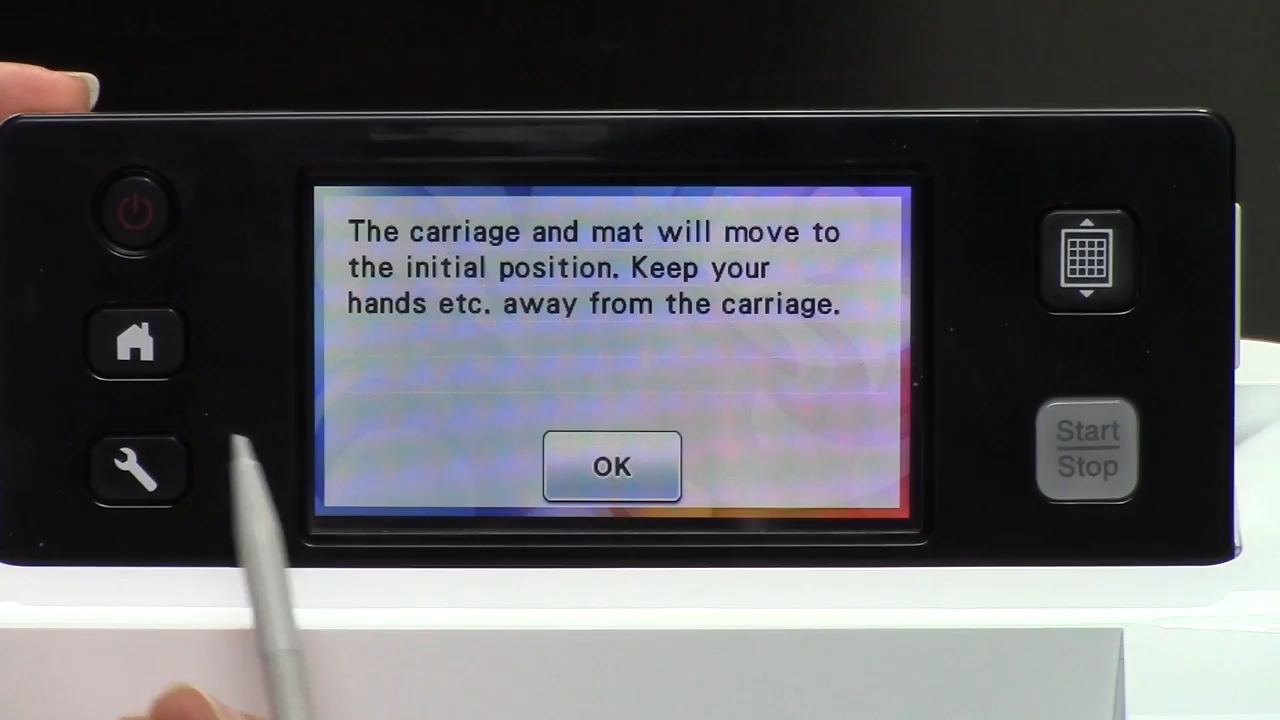 The carriage and mat will move to
the initial position. Keep your
hands etc. away from the carriage.
OK
Start
Stop